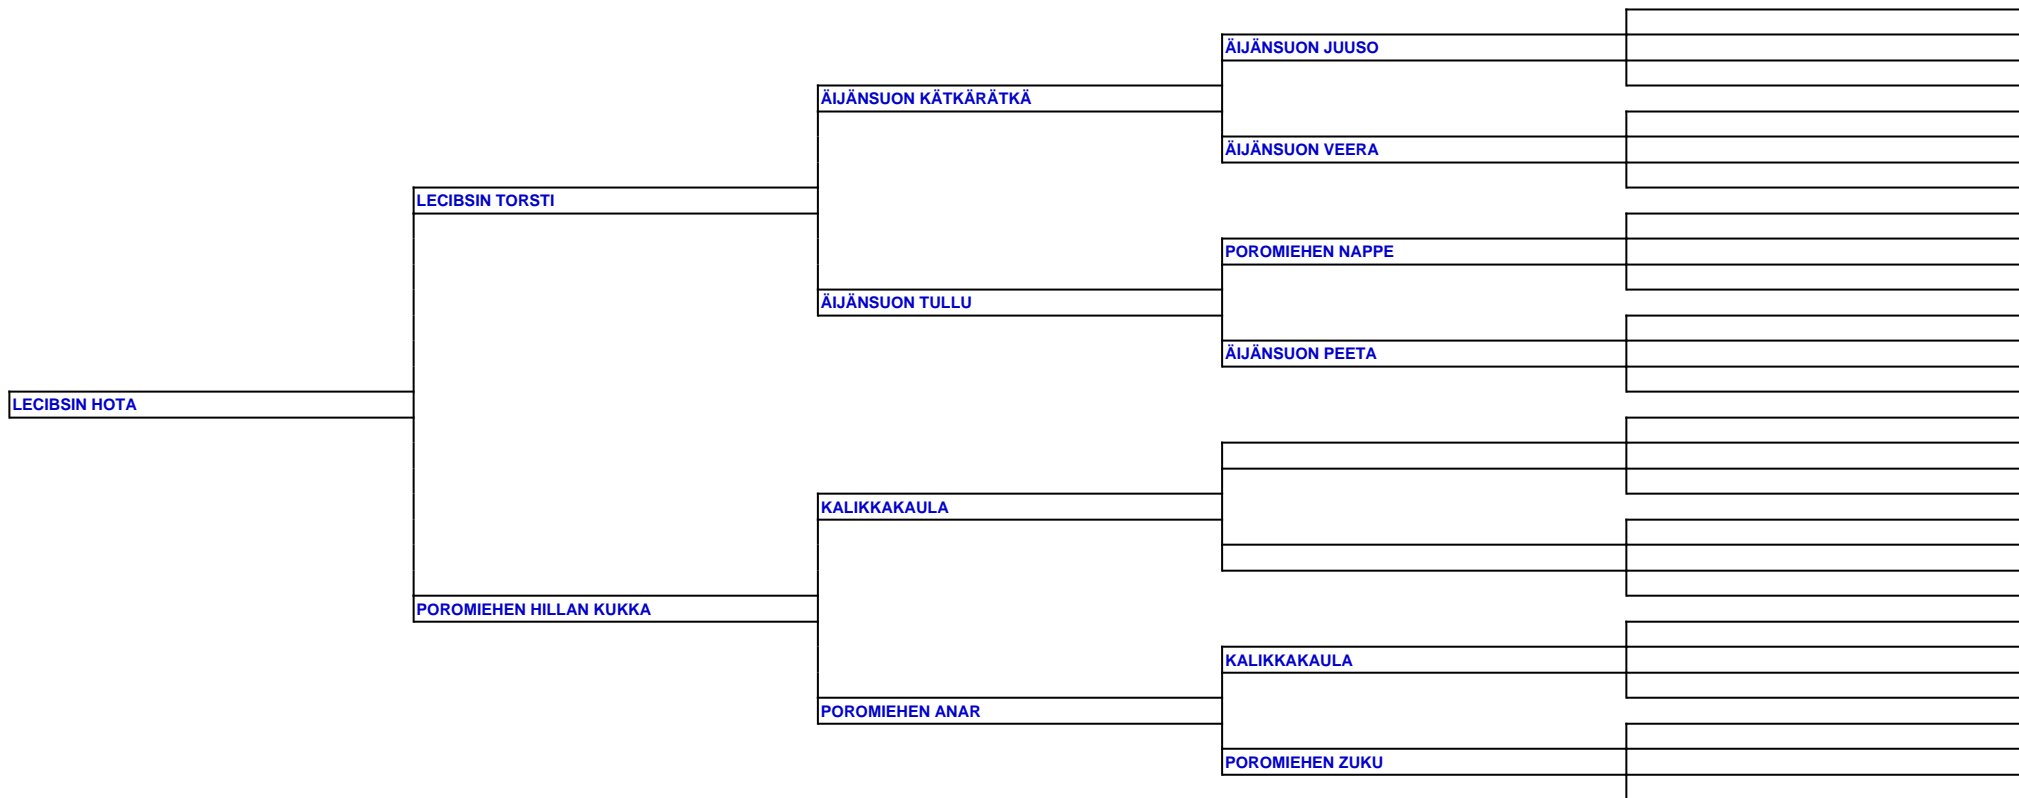 ÄIJÄNSUON JUUSO
ÄIJÄNSUON KÄTKÄRÄTKÄ
ÄIJÄNSUON VEERA
LECIBSIN TORSTI
POROMIEHEN NAPPE
ÄIJÄNSUON TULLU
ÄIJÄNSUON PEETA
LECIBSIN HOTA
KALIKKAKAULA
POROMIEHEN HILLAN KUKKA
KALIKKAKAULA
POROMIEHEN ANAR
POROMIEHEN ZUKU